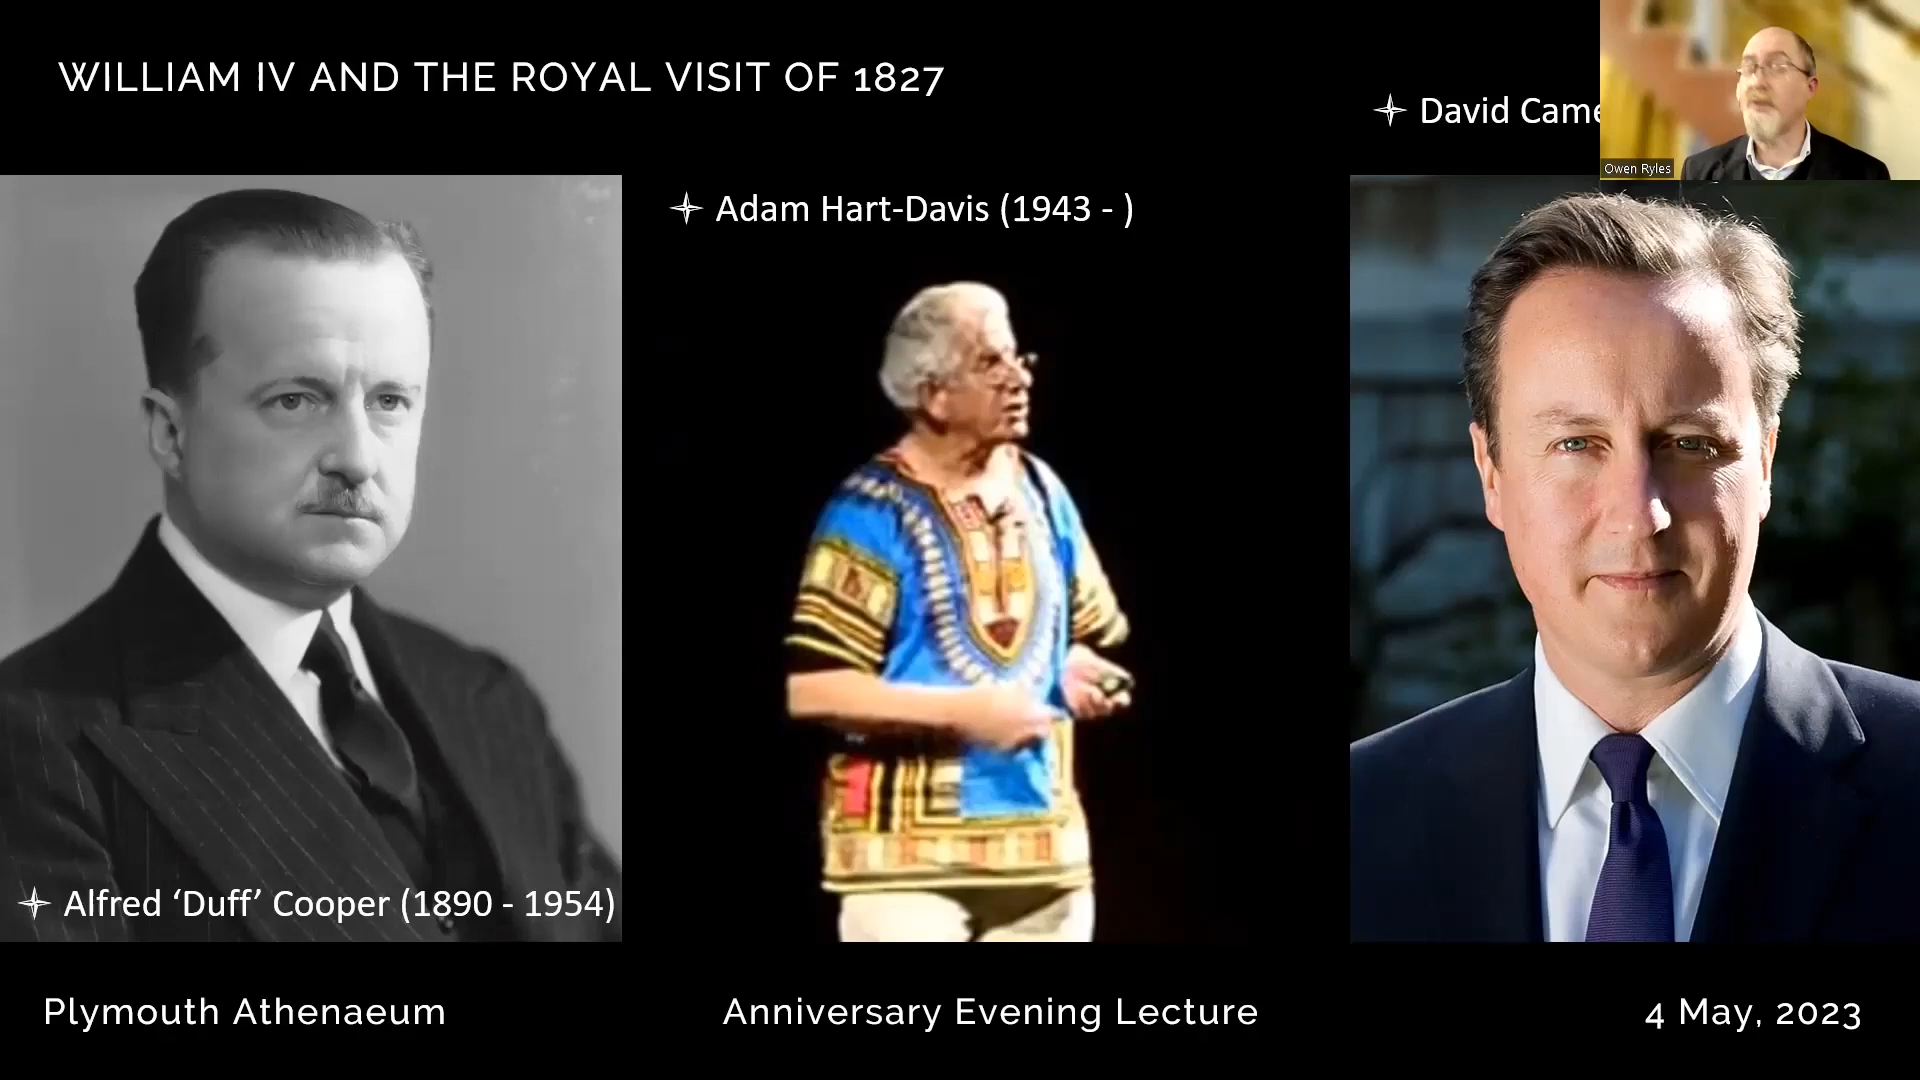 WILLIAM IV AND THE ROYAL VISIT OF 1827
David Came
Owen Ryles
Adam Hart-Davis (1943 - )
Alfred ‘Duff’ Cooper (1890 - 1954)
Plymouth Athenaeum
Anniversary Evening Lecture
4 May, 2023